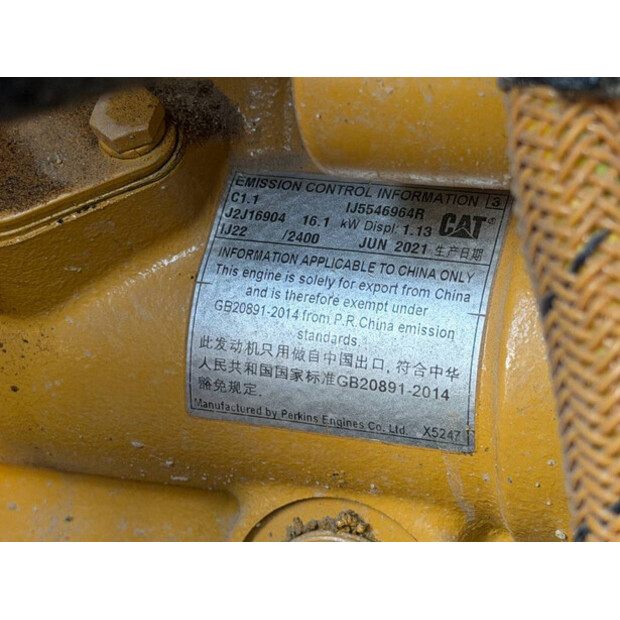 EMISSION CONTROL INFORMATION 3
C1.1 IJ5546964R
J2J16904 16.1 kW Displ: 1.13 CAT®
IJ22 /2400 JUN 2021 生产日期
INFORMATION APPLICABLE TO CHINA ONLY
This engine is solely for export from China
and is therefore exempt under
GB20891-2014 from P.R.China emission
standards.
此发动机只用做自中国出口, 符合中华
人民共和国国家标准GB20891-2014
豁免规定.
Manufactured by Perkins Engines Co. Ltd. X5247